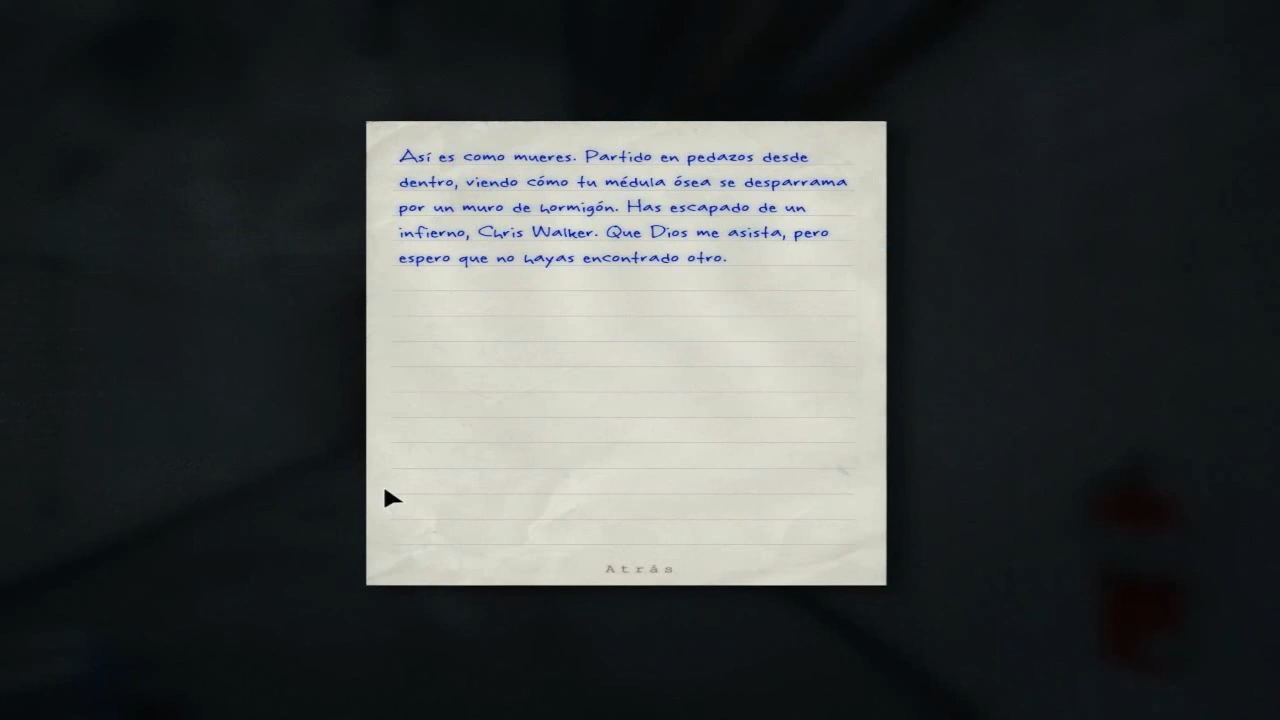 Así es como mueres. Partido en pedazos desde
dentro, viendo cómo tu médula ósea se desparrama
por un muro de hormigón. Has escapado de un
infierno, Chris Walker. Que Dios me asista, pero
espero que no hayas encontrado otro.
Atrás